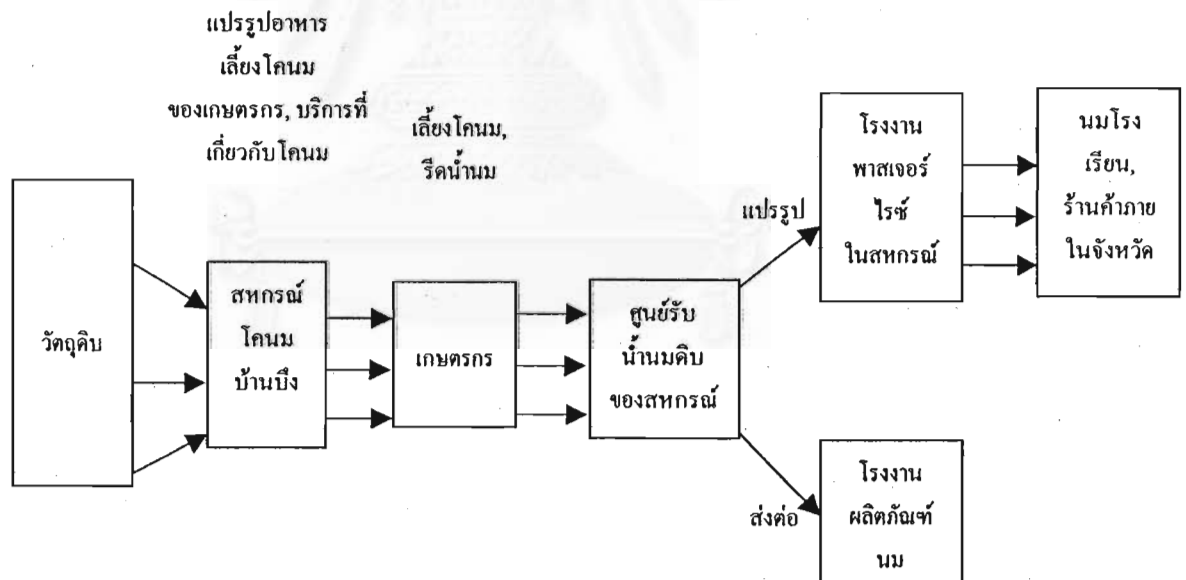 แปรรูปอาหาร
เลี้ยงโคนม
ของเกษตรกร, บริการที่
เกี่ยวกับโคนม
เลี้ยงโคนม,
รีดน้ำนม
วัตถุดิบ
สหกรณ์
โคนม
บ้านบึง
เกษตรกร
ศูนย์รับ
น้ำนมดิบ
ของสหกรณ์
แปรรูป
โรงงาน
พาสเจอร์
ไรซ์
ในสหกรณ์
นมโรง
เรียน,
ร้านค้าภาย
ในจังหวัด
ส่งต่อ
โรงงาน
ผลิตภัณฑ์
นม